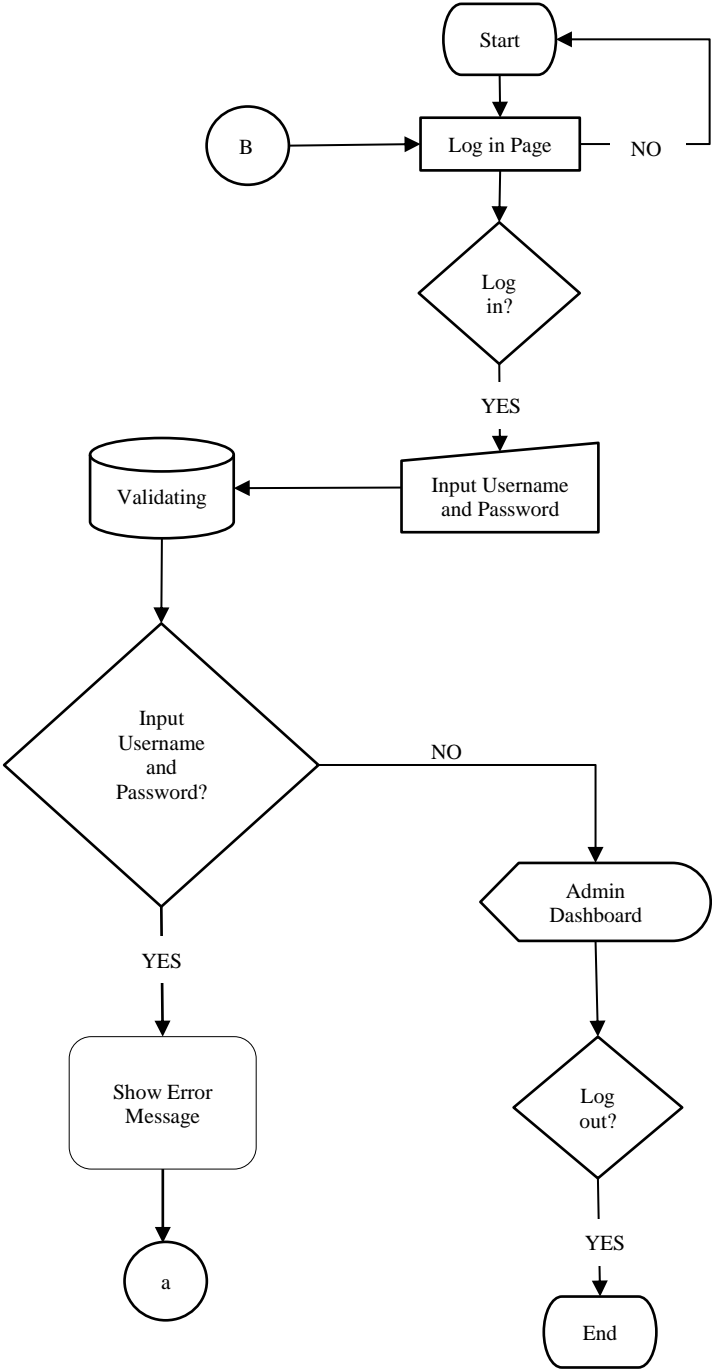 Start
B
Log in Page
NO
Log
in?
YES
Validating
Input Username
and Password
Input
Username
and
Password?
NO
Admin
Dashboard
YES
Show Error
Message
Log
out?
YES
a
End